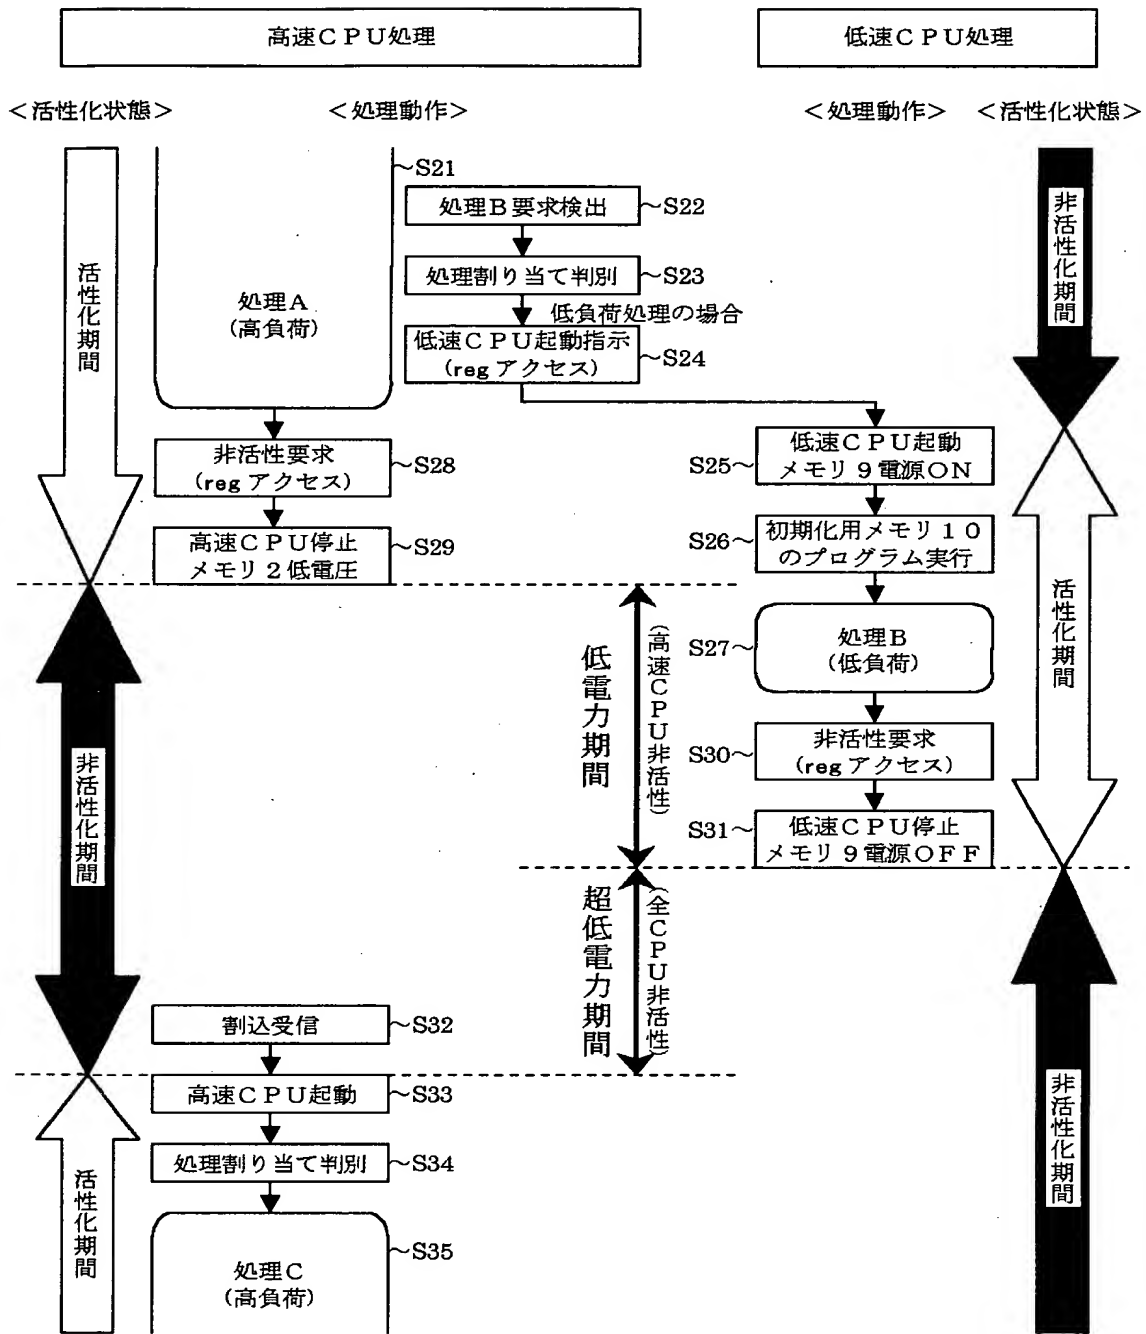 高速ＣＰＵ処理
低速ＣＰＵ処理
＜活性化状態＞
＜処理動作＞
＜処理動作＞
＜活性化状態＞
活性化期間
処理Ａ
(高負荷)
～S21
処理Ｂ要求検出
～S22
処理割り当て判別
～S23
低負荷処理の場合
低速ＣＰＵ起動指示
(reg アクセス)
～S24
非活性化期間
非活性要求
(reg アクセス)
～S28
高速ＣＰＵ停止
メモリ２低電圧
～S29
S25～
低速ＣＰＵ起動
メモリ９電源ＯＮ
S26～
初期化用メモリ１０
のプログラム実行
S27～
処理Ｂ
(低負荷)
S30～
非活性要求
(reg アクセス)
S31～
低速ＣＰＵ停止
メモリ９電源ＯＦＦ
活性化期間
低電力期間
(高速ＣＰＵ非活性)
非活性化期間
超低電力期間
(全ＣＰＵ非活性)
割込受信
～S32
高速ＣＰＵ起動
～S33
処理割り当て判別
～S34
処理Ｃ
(高負荷)
～S35
活性化期間
非活性化期間